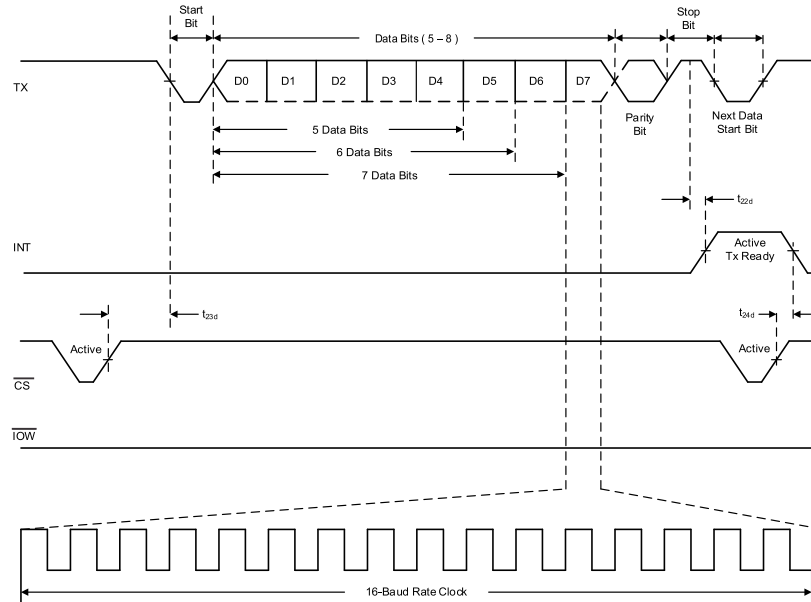 Start Bit
Data Bits ( 5 – 8 )
Stop Bit
TX
D0 D1 D2 D3 D4 D5 D6 D7
Parity Bit
Next Data Start Bit
5 Data Bits
6 Data Bits
7 Data Bits
t22d
INT
Active Tx Ready
t23d
t24d
Active
Active
CS
IOW
16-Baud Rate Clock